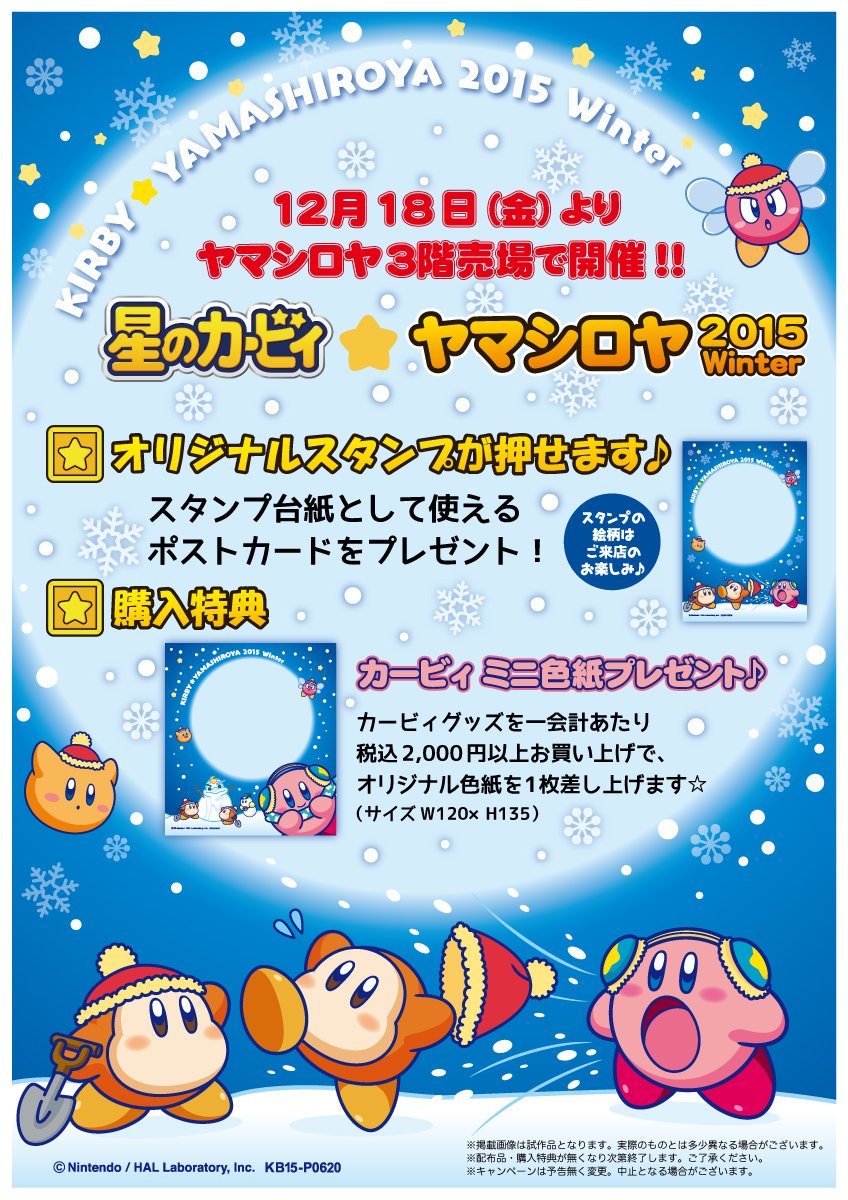 KIRBY★YAMASHIROYA 2015 Winter
12月18日(金)より
ヤマシロヤ3階売場で開催!!
星のカービィ★ヤマシロヤ2015 Winter
オリジナルスタンプが押せます♪
スタンプ台紙として使える
ポストカードをプレゼント！
スタンプの
絵柄は
ご来店の
お楽しみ♪
KIRBY★YAMASHIROYA 2015 Winter
購入特典
KIRBY★YAMASHIROYA 2015 Winter
カービィ ミニ色紙プレゼント♪
カービィグッズを一会計あたり
税込2,000円以上お買い上げで、
オリジナル色紙を1枚差し上げます☆
（サイズ W120× H135）
※掲載画像は試作品となります。実際のものとは多少異なる場合がございます。
※配布品・購入特典が無くなり次第終了します。ご了承ください。
※キャンペーンは予告無く変更。中止となる場合がございます。
© Nintendo / HAL Laboratory, Inc. KB15-P0620